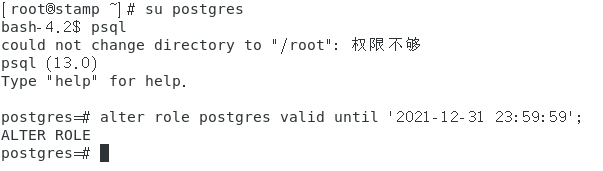 [root@stamp ~]# su postgres
bash-4.2$ psql
could not change directory to "/root": 权限不够
psql (13.0)
Type "help" for help.
postgres=# alter role postgres valid until '2021-12-31 23:59:59';
ALTER ROLE
postgres=#